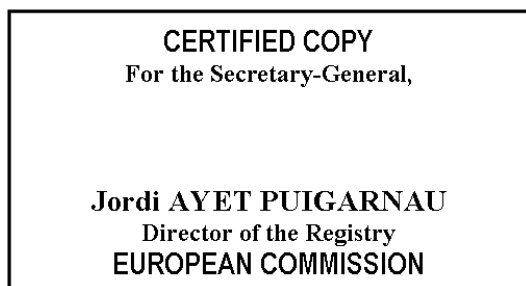 CERTIFIED COPY
For the Secretary-General,
Jordi AYET PUIGARNAU
Director of the Registry
EUROPEAN COMMISSION